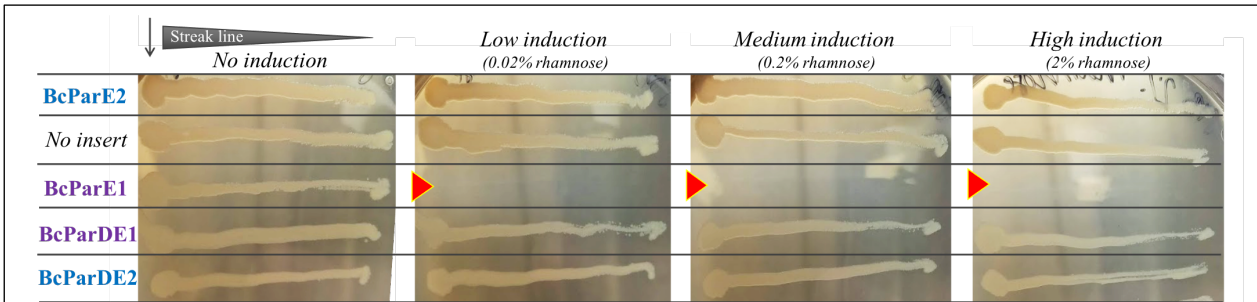 Streak line
No induction
Low induction
(0.02% rhamnose)
Medium induction
(0.2% rhamnose)
High induction
(2% rhamnose)
BcParE2
No insert
BcParE1
BcParDE1
BcParDE2